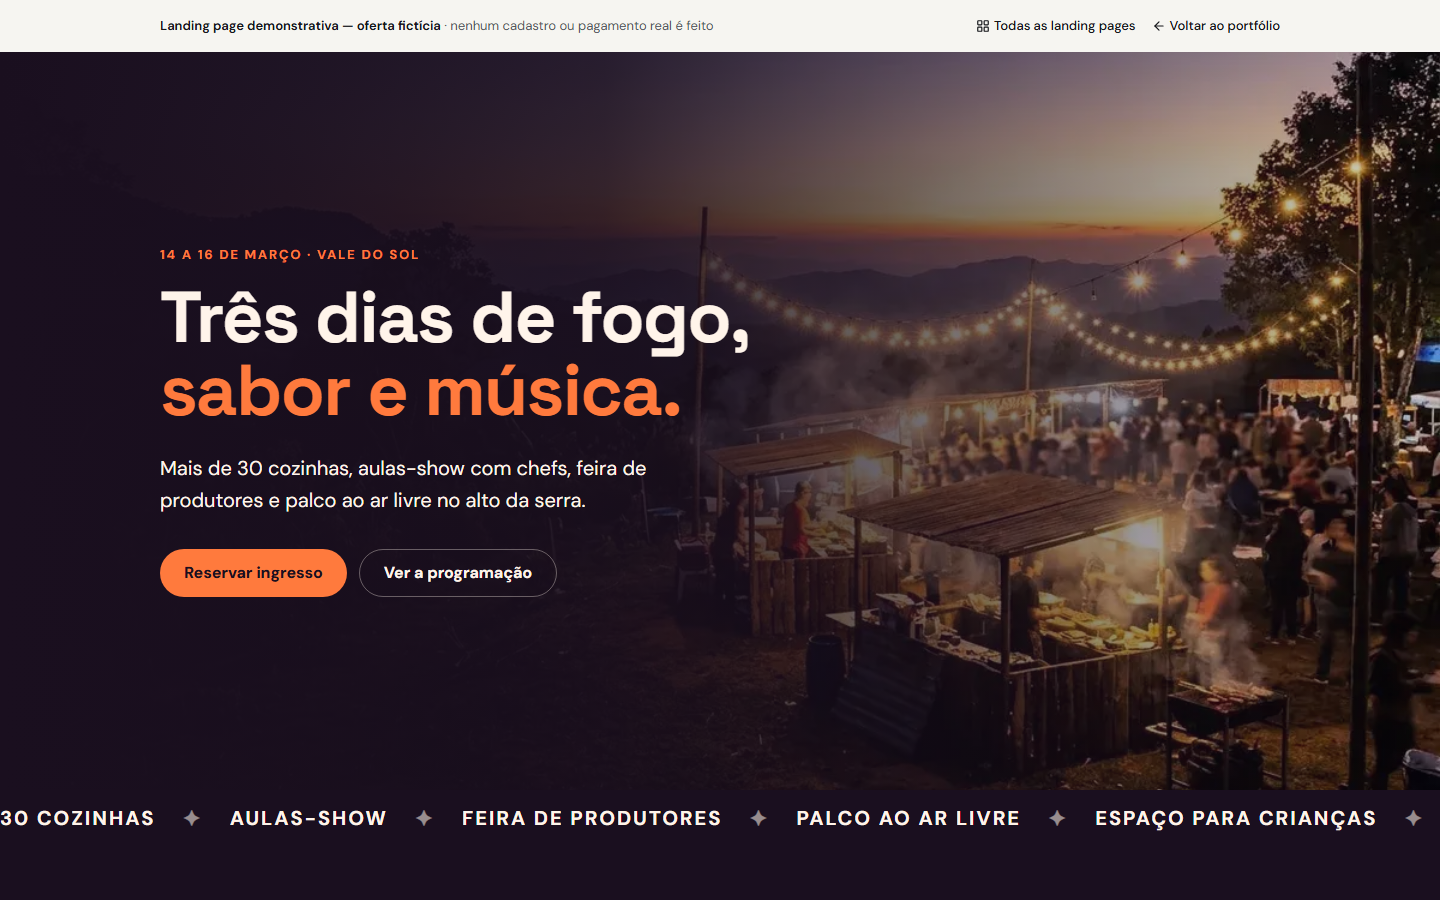 Landing page demonstrativa — oferta fictícia · nenhum cadastro ou pagamento real é feito
Todas as landing pages
Voltar ao portfólio
14 A 16 DE MARÇO · VALE DO SOL
Três dias de fogo,
sabor e música.
Mais de 30 cozinhas, aulas-show com chefs, feira de
produtores e palco ao ar livre no alto da serra.
Reservar ingresso
Ver a programação
30 COZINHAS ✦ AULAS-SHOW ✦ FEIRA DE PRODUTORES ✦ PALCO AO AR LIVRE ✦ ESPAÇO PARA CRIANÇAS ✦